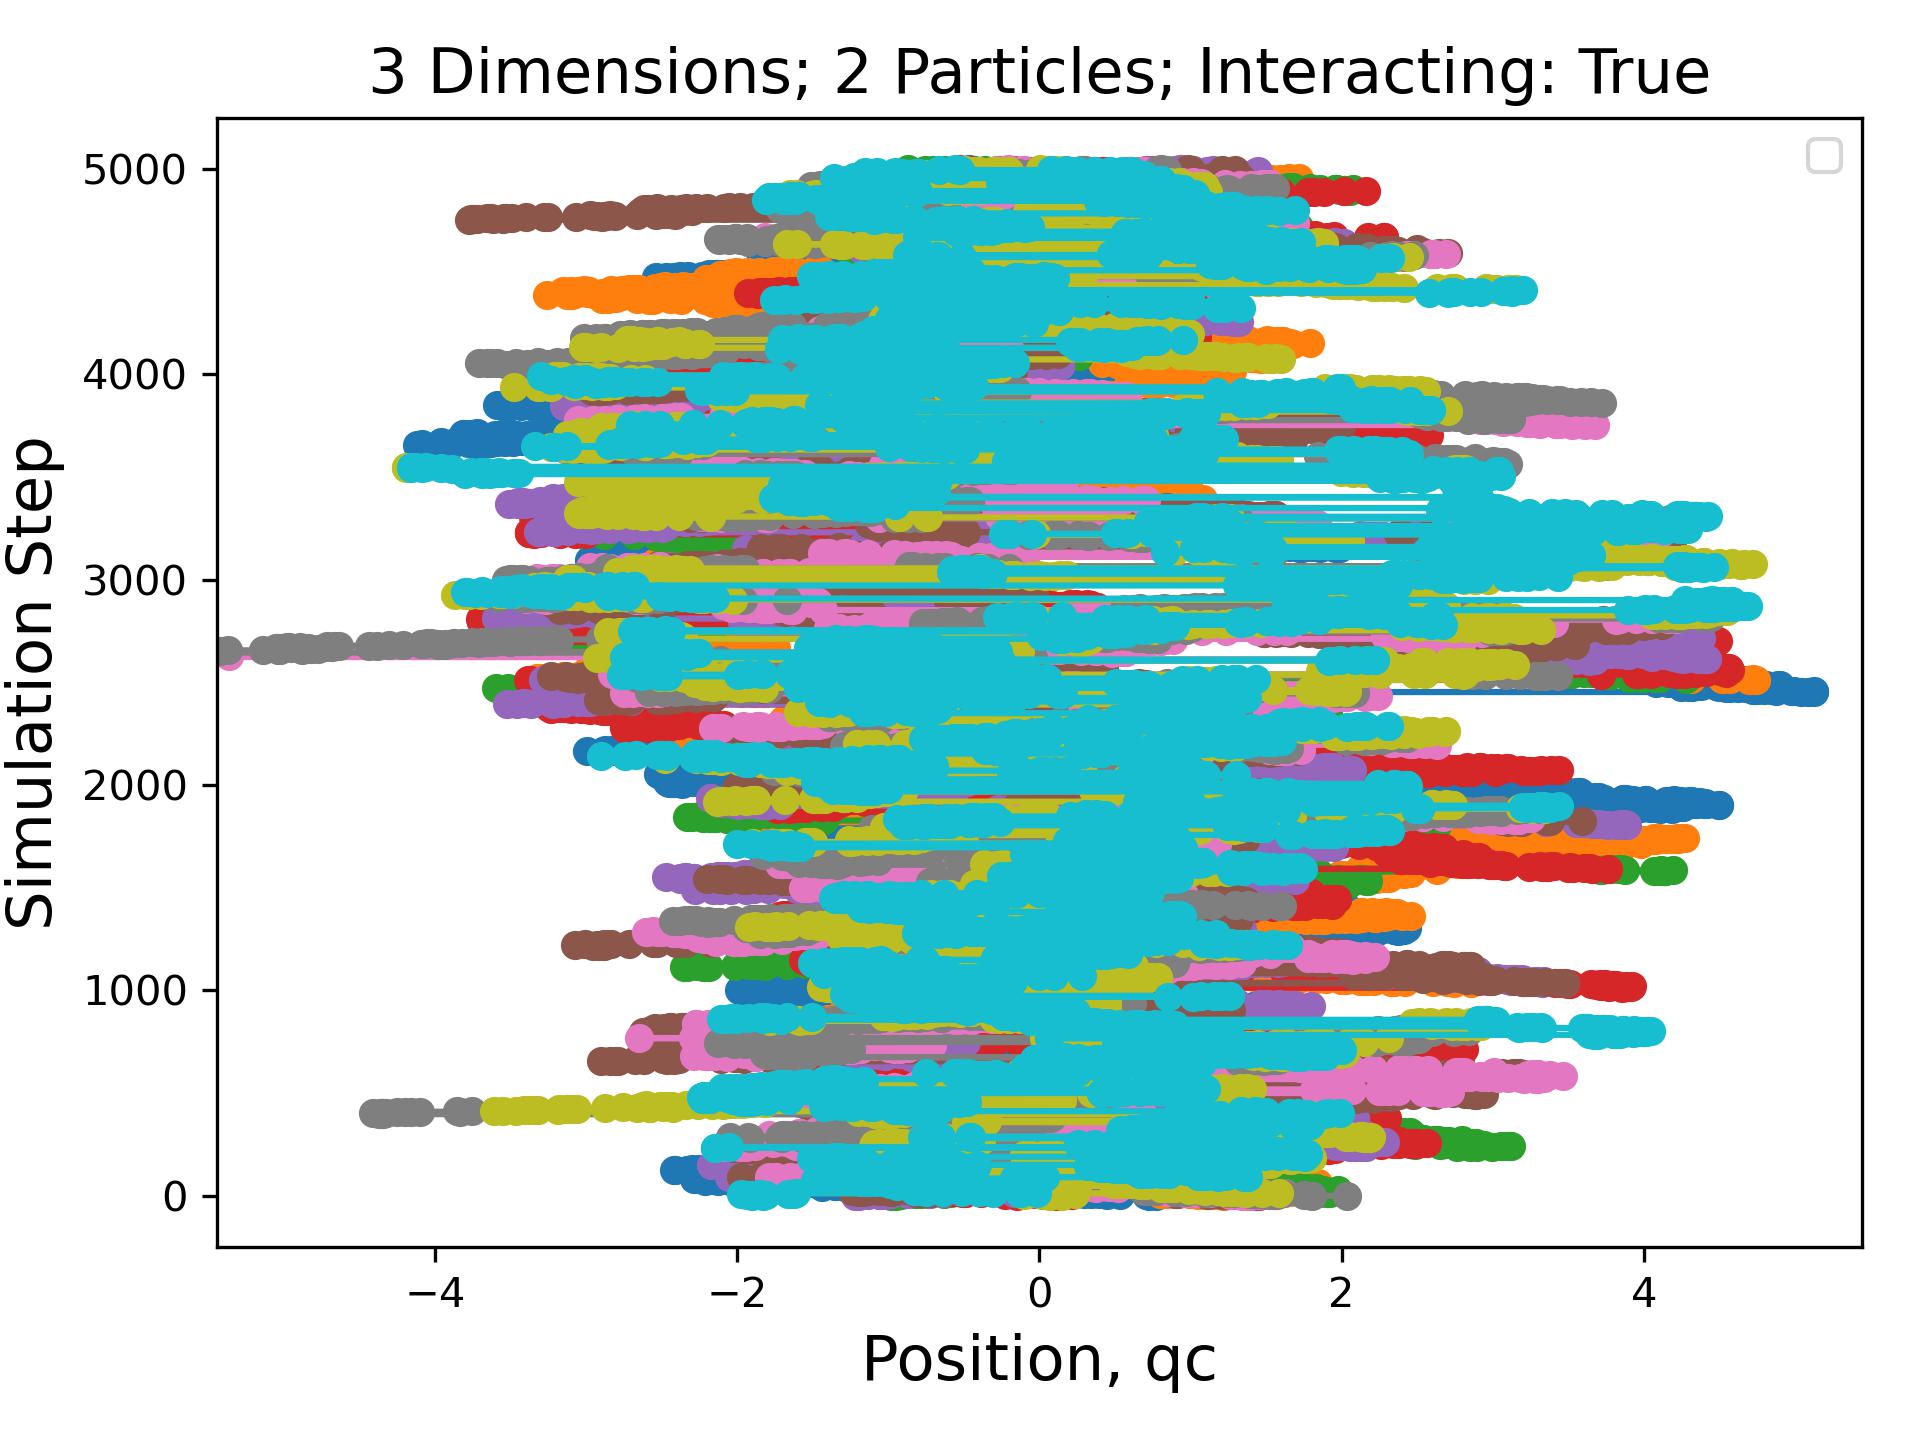 3 Dimensions; 2 Particles; Interacting: True
5000
4000
3000
2000
1000
0
Simulation Step
−4 −2 0 2 4
Position, qc